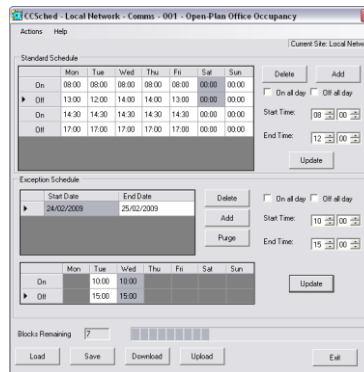 CCSched - Local Network - Comms - 001 - Open-Plan Office Occupancy
Actions Help
Current Site: Local Netw
Standard Schedule
Mon Tue Wed Thu Fri Sat Sun
On 08:00 08:00 08:00 08:00 08:00 00:00 00:00
Off 13:00 12:00 14:00 14:00 13:00 00:00 00:00
On 14:30 14:30 14:30 14:30 14:30 00:00 00:00
Off 17:00 17:00 17:00 17:00 17:00 00:00 00:00
Delete Add
On all day Off all day
Start Time: 08 00
End Time: 12 00
Update
Exception Schedule
Start Date End Date
24/02/2009 25/02/2009
Delete
Add
Purge
On all day Off all day
Start Time: 10 00
End Time: 15 00
Update
Mon Tue Wed Thu Fri Sat Sun
On 10:00 10:00
Off 15:00 15:00
Blocks Remaining 7
Load Save Download Upload Exit